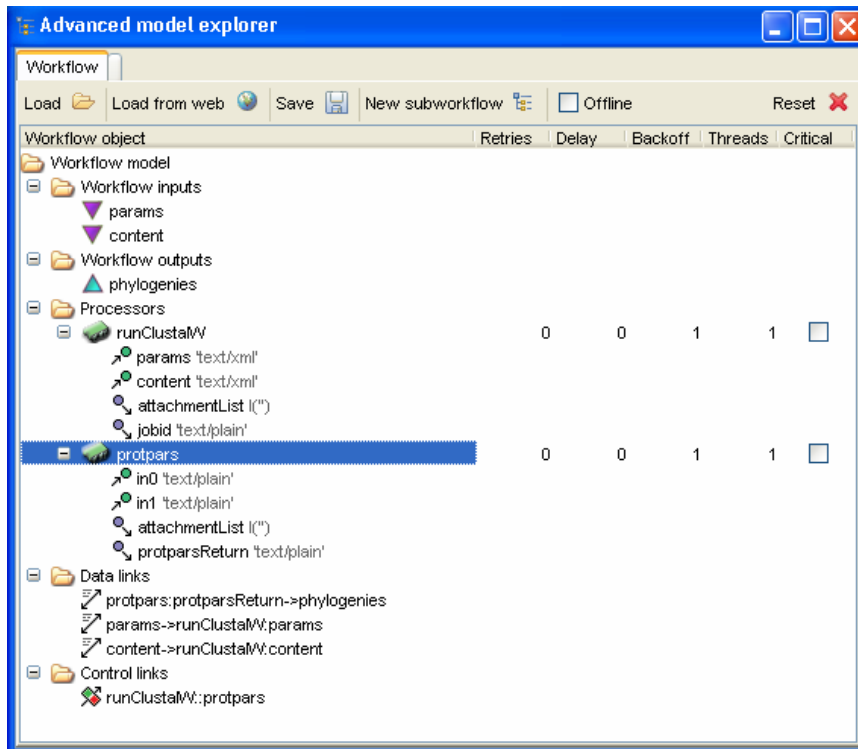 Advanced model explorer
Workflow
Load Load from web Save New subworkflow Offline Reset
Workflow object Retries Delay Backoff Threads Critical
Workflow model
Workflow inputs
params
content
Workflow outputs
phylogenies
Processors
runClustalW 0 0 1 1
params 'text/xml'
content 'text/xml'
attachmentList l('')
jobid 'text/plain'
protpars 0 0 1 1
in0 'text/plain'
in1 'text/plain'
attachmentList l('')
protparsReturn 'text/plain'
Data links
protpars:protparsReturn->phylogenies
params->runClustalW:params
content->runClustalW:content
Control links
runClustalW::protpars